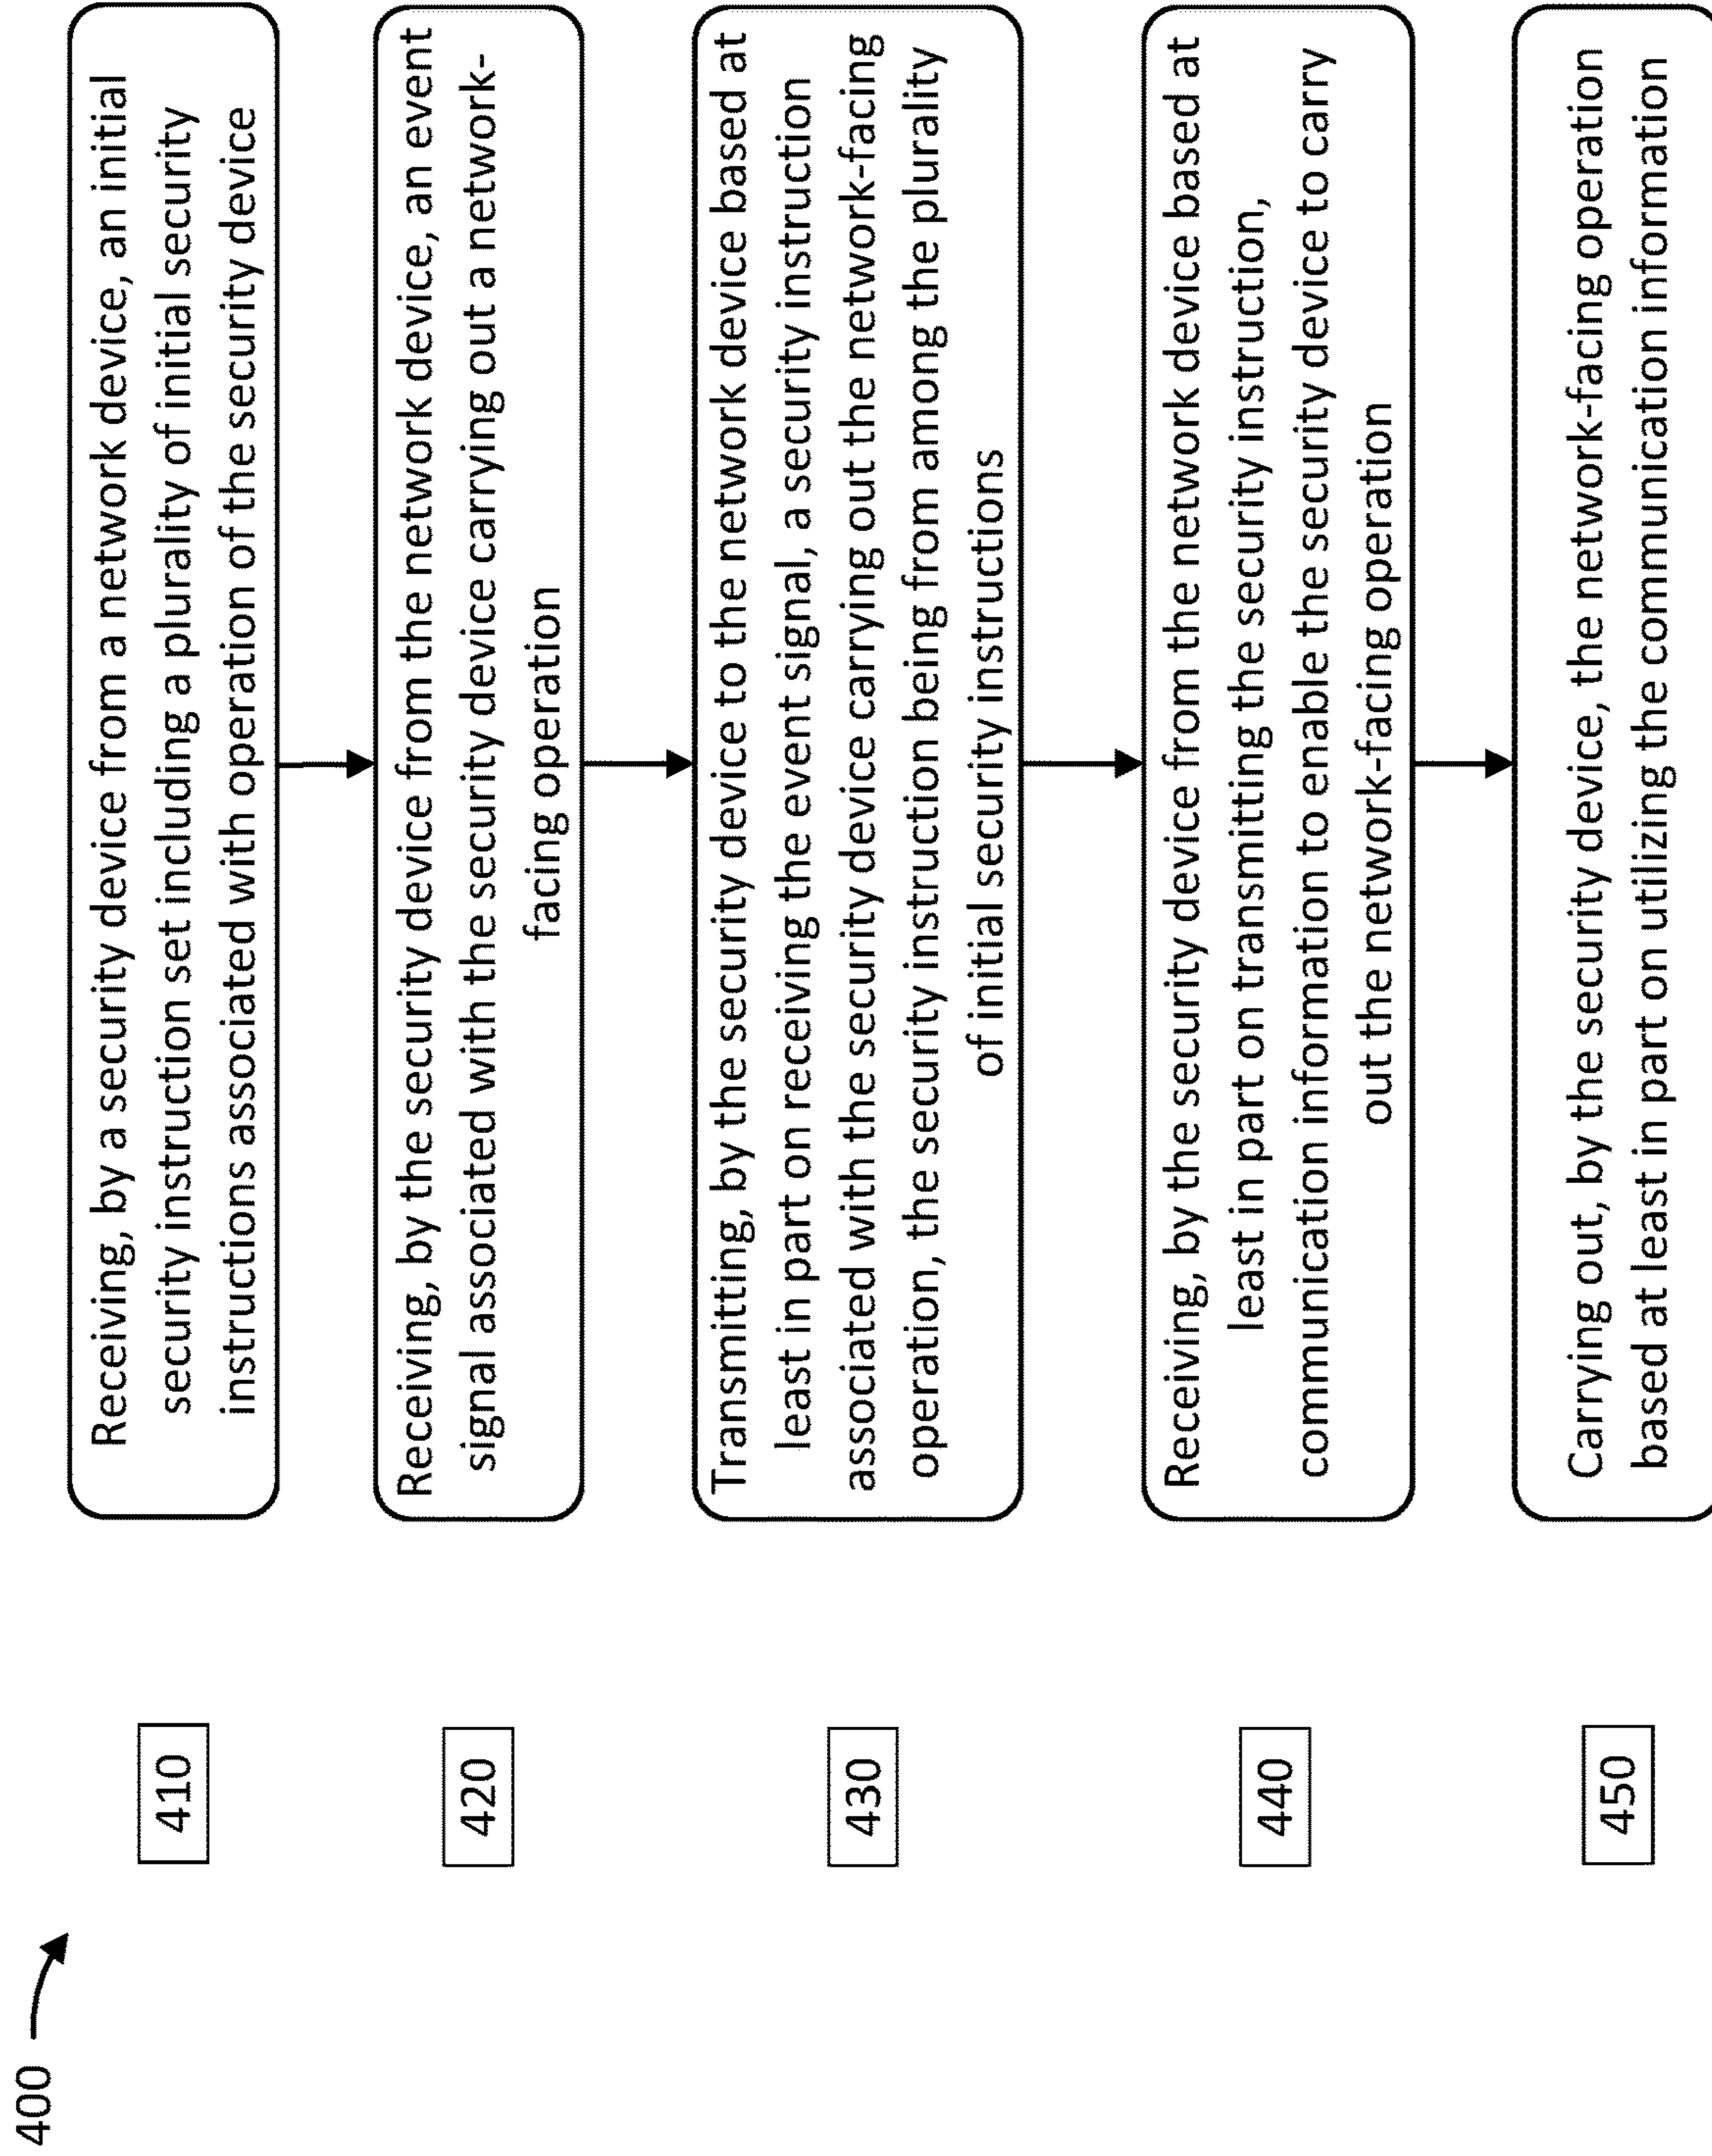 400
410
Receiving, by a security device from a network device, an initial
security instruction set including a plurality of initial security
instructions associated with operation of the security device
420
Receiving, by the security device from the network device, an event
signal associated with the security device carrying out a network-
facing operation
430
Transmitting, by the security device to the network device based at
least in part on receiving the event signal, a security instruction
associated with the security device carrying out the network-facing
operation, the security instruction being from among the plurality
of initial security instructions
440
Receiving, by the security device from the network device based at
least in part on transmitting the security instruction,
communication information to enable the security device to carry
out the network-facing operation
450
Carrying out, by the security device, the network-facing operation
based at least in part on utilizing the communication information